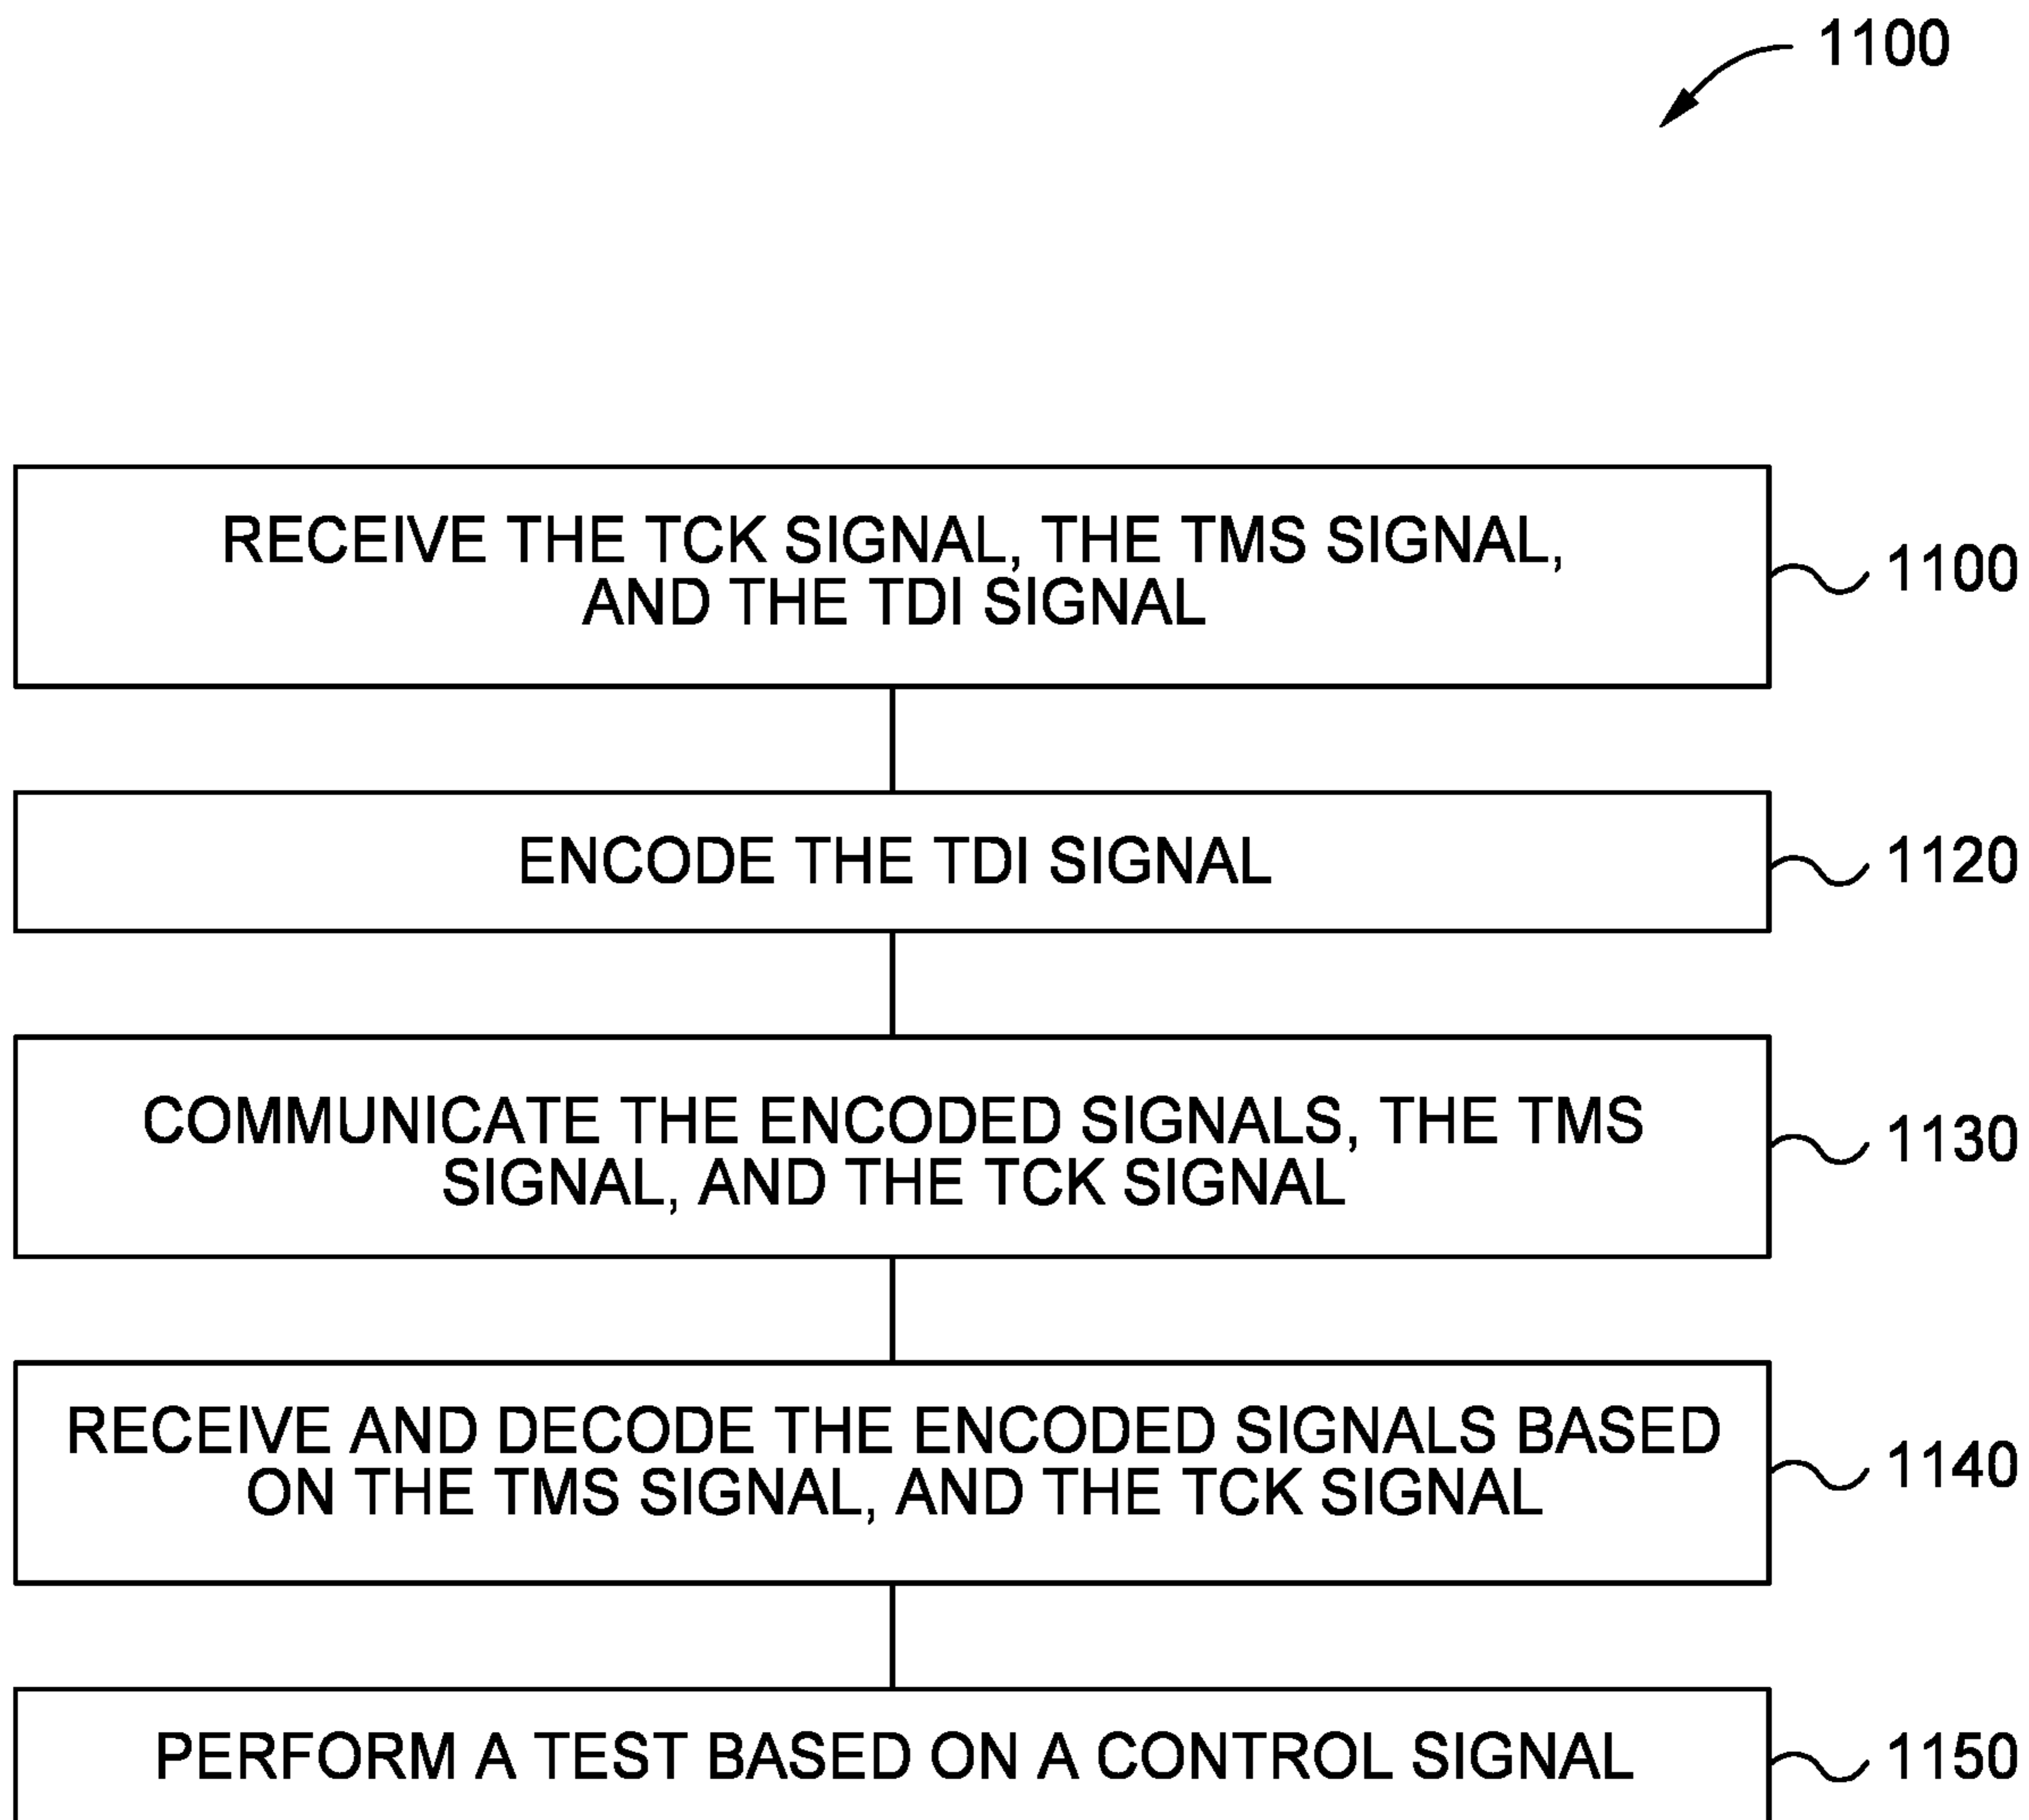 1100
RECEIVE THE TCK SIGNAL, THE TMS SIGNAL,
AND THE TDI SIGNAL
1100
ENCODE THE TDI SIGNAL
1120
COMMUNICATE THE ENCODED SIGNALS, THE TMS
SIGNAL, AND THE TCK SIGNAL
1130
RECEIVE AND DECODE THE ENCODED SIGNALS BASED
ON THE TMS SIGNAL, AND THE TCK SIGNAL
1140
PERFORM A TEST BASED ON A CONTROL SIGNAL
1150